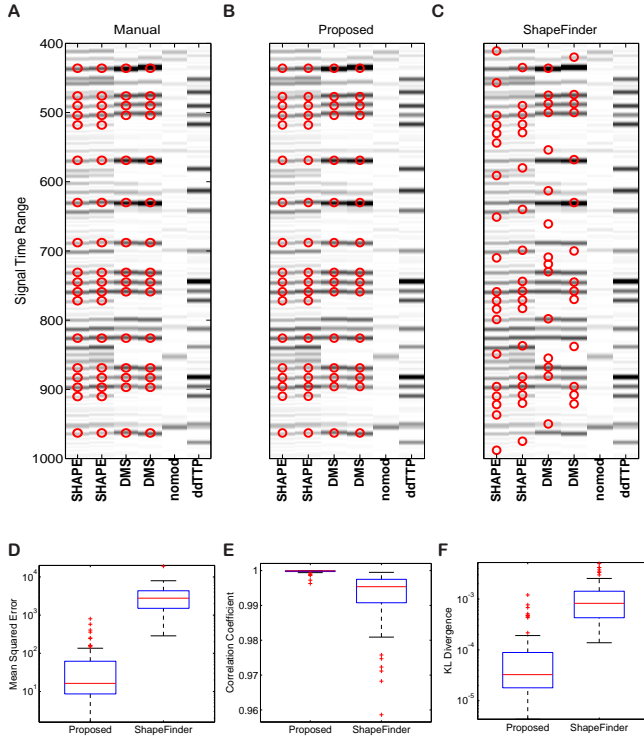 A Manual
B Proposed
C ShapeFinder
Signal Time Range
400
500
600
700
800
900
1000
SHAPE SHAPE DMS DMS nomod ddTTP
SHAPE SHAPE DMS DMS nomod ddTTP
SHAPE SHAPE DMS DMS nomod ddTTP
D
Mean Squared Error
10^4
10^3
10^2
10^1
Proposed ShapeFinder
E
Correlation Coefficient
1
0.99
0.98
0.97
0.96
Proposed ShapeFinder
F
KL Divergence
10^-3
10^-4
10^-5
Proposed ShapeFinder